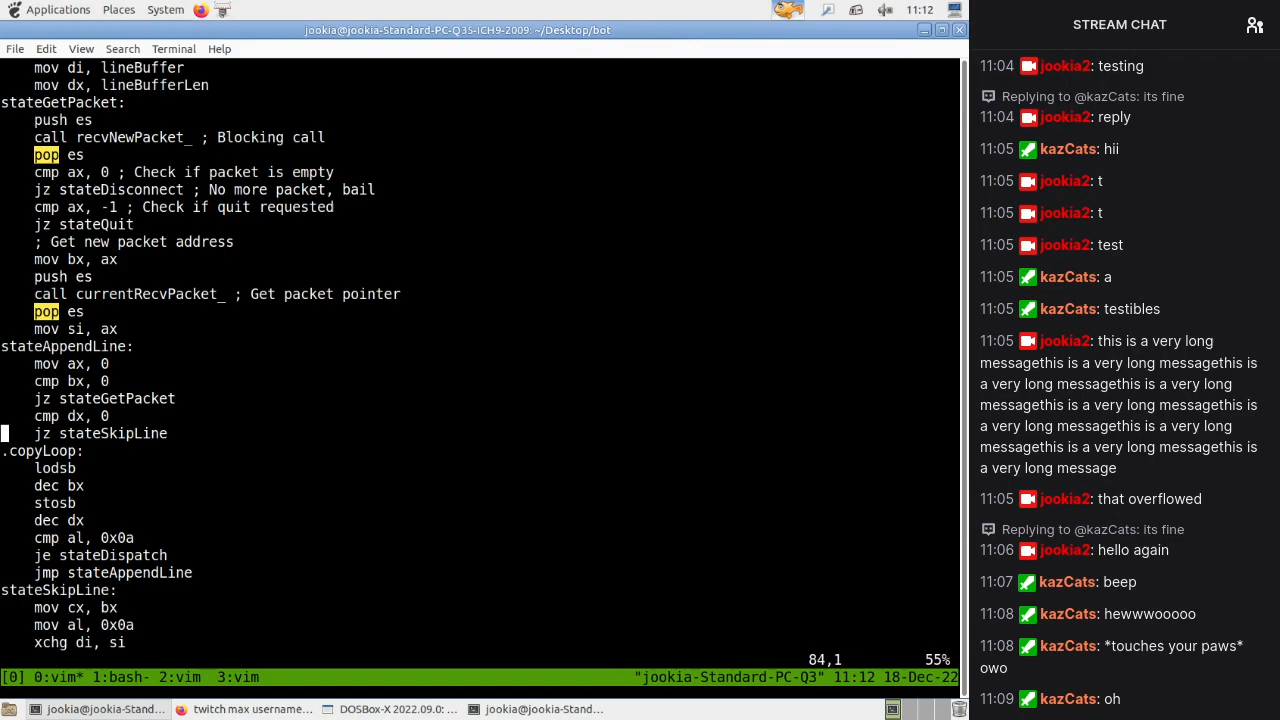 Applications Places System 11:12
jookia@jookia-Standard-PC-Q35-ICH9-2009: ~/Desktop/bot
File Edit View Search Terminal Help
mov di, lineBuffer
mov dx, lineBufferLen
stateGetPacket:
push es
call recvNewPacket_ ; Blocking call
pop es
cmp ax, 0 ; Check if packet is empty
jz stateDisconnect ; No more packet, bail
cmp ax, -1 ; Check if quit requested
jz stateQuit
; Get new packet address
mov bx, ax
push es
call currentRecvPacket_ ; Get packet pointer
pop es
mov si, ax
stateAppendLine:
mov ax, 0
cmp bx, 0
jz stateGetPacket
cmp dx, 0
jz stateSkipLine
.copyLoop:
lodsb
dec bx
stosb
dec dx
cmp al, 0x0a
je stateDispatch
jmp stateAppendLine
stateSkipLine:
mov cx, bx
mov al, 0x0a
xchg di, si
84,1 55%
[0] 0:vim* 1:bash- 2:vim 3:vim "jookia-Standard-PC-Q3" 11:12 18-Dec-22
jookia@jookia-Stand... twitch max username... DOSBox-X 2022.09.0: ... jookia@jookia-Stand...
STREAM CHAT
11:04 jookia2: testing
Replying to @kazCats: its fine
11:04 jookia2: reply
11:05 kazCats: hii
11:05 jookia2: t
11:05 jookia2: t
11:05 jookia2: test
11:05 kazCats: a
11:05 kazCats: testibles
11:05 jookia2: this is a very long
messagethis is a very long messagethis is
a very long messagethis is a very long
messagethis is a very long messagethis is
a very long messagethis is a very long
messagethis is a very long messagethis is
a very long message
11:05 jookia2: that overflowed
Replying to @kazCats: its fine
11:06 jookia2: hello again
11:07 kazCats: beep
11:08 kazCats: hewwwooooo
11:08 kazCats: *touches your paws*
owo
11:09 kazCats: oh